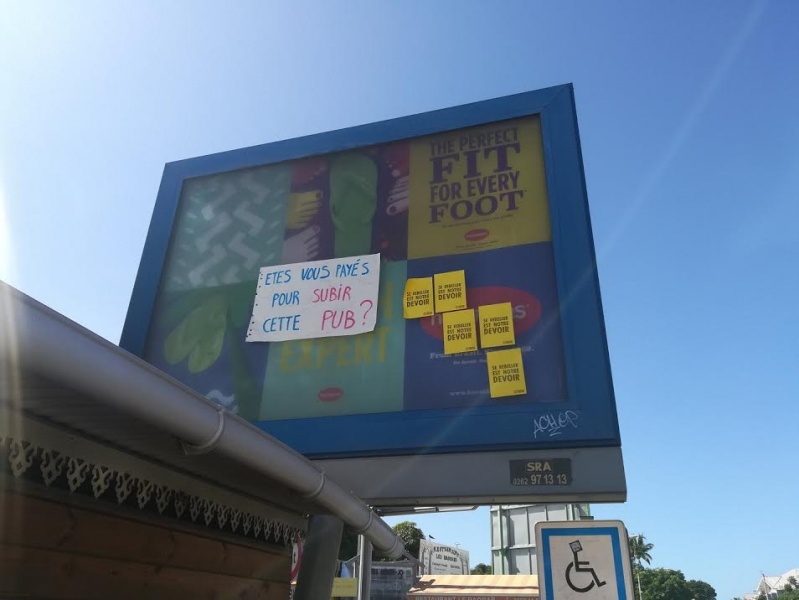 THE PERFECT
FIT
FOR EVERY
FOOT
ETES VOUS PAYÉS
POUR SUBIR
CETTE PUB?
EXPERT
SE REBELLER
EST NOTRE
DEVOIR
SE REBELLER
EST NOTRE
DEVOIR
SE REBELLER
EST NOTRE
DEVOIR
SE REBELLER
EST NOTRE
DEVOIR
SE REBELLER
EST NOTRE
DEVOIR
SRA
0262 97 13 13